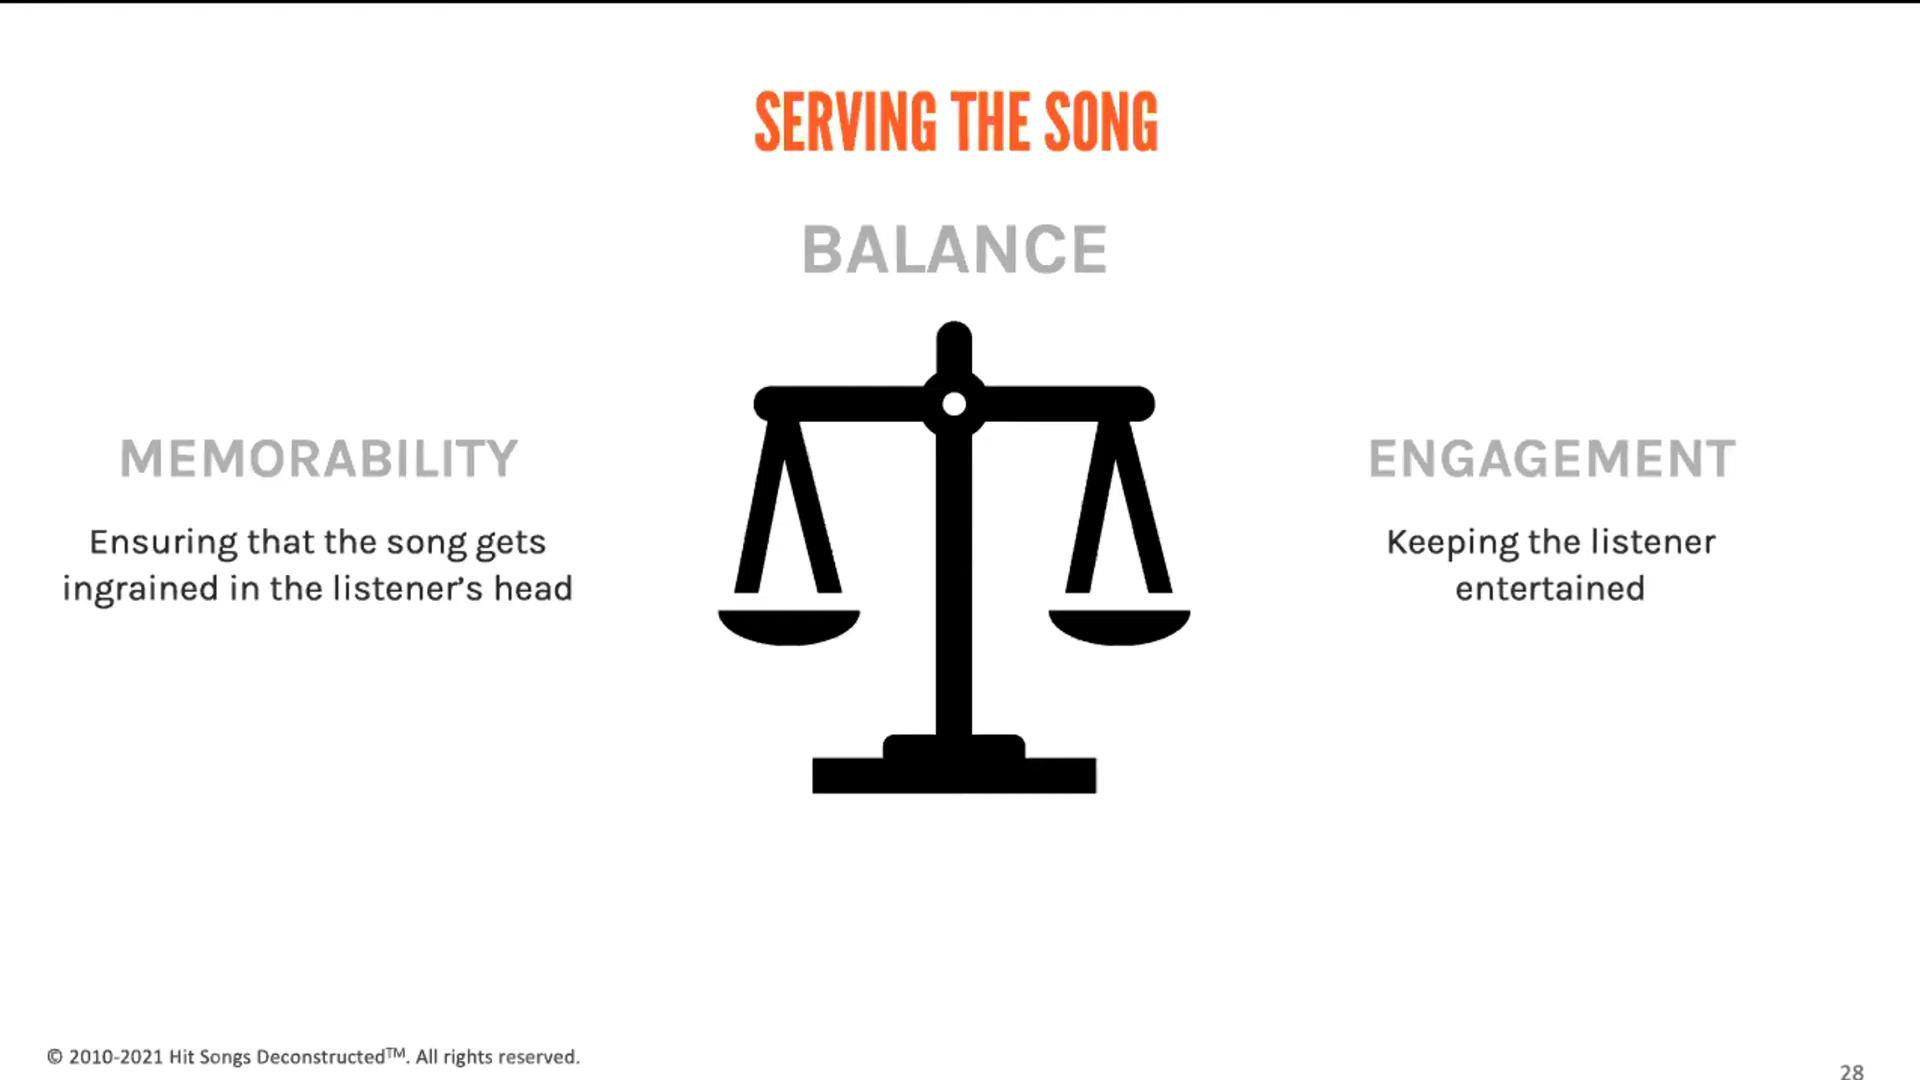 SERVING THE SONG
BALANCE
MEMORABILITY
Ensuring that the song gets
ingrained in the listener’s head
ENGAGEMENT
Keeping the listener
entertained
© 2010-2021 Hit Songs Deconstructed™. All rights reserved.
28